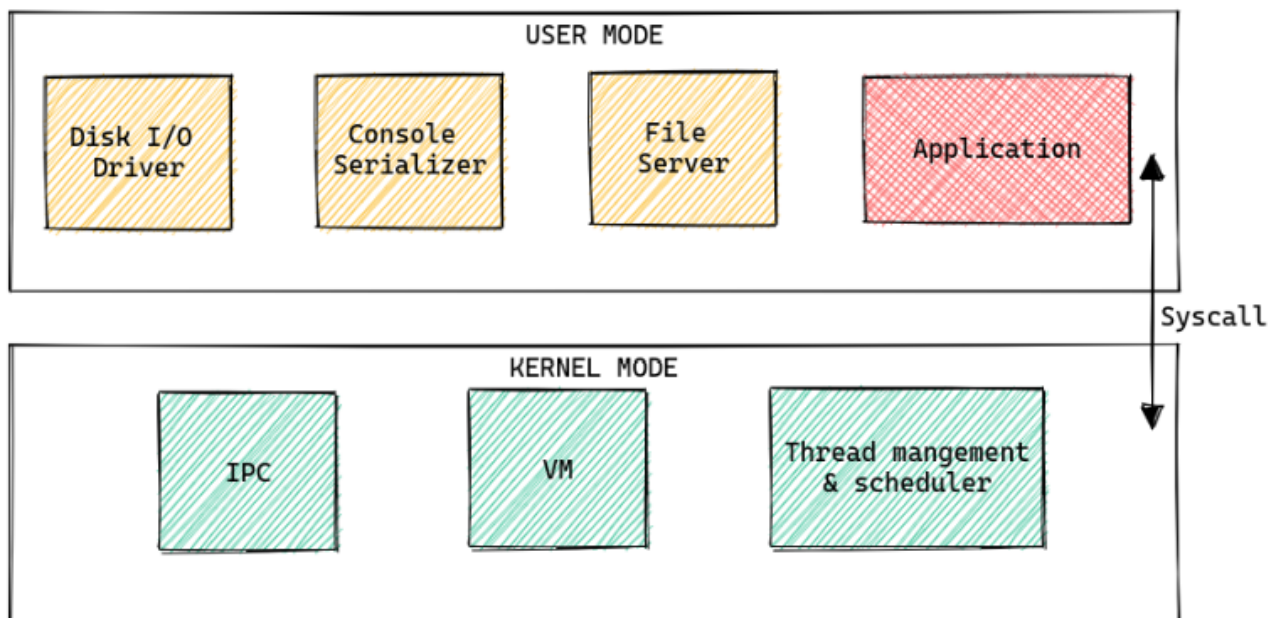 USER MODE
Disk I/O
Driver
Console
Serializer
File
Server
Application
Syscall
KERNEL MODE
IPC
VM
Thread mangement
& scheduler